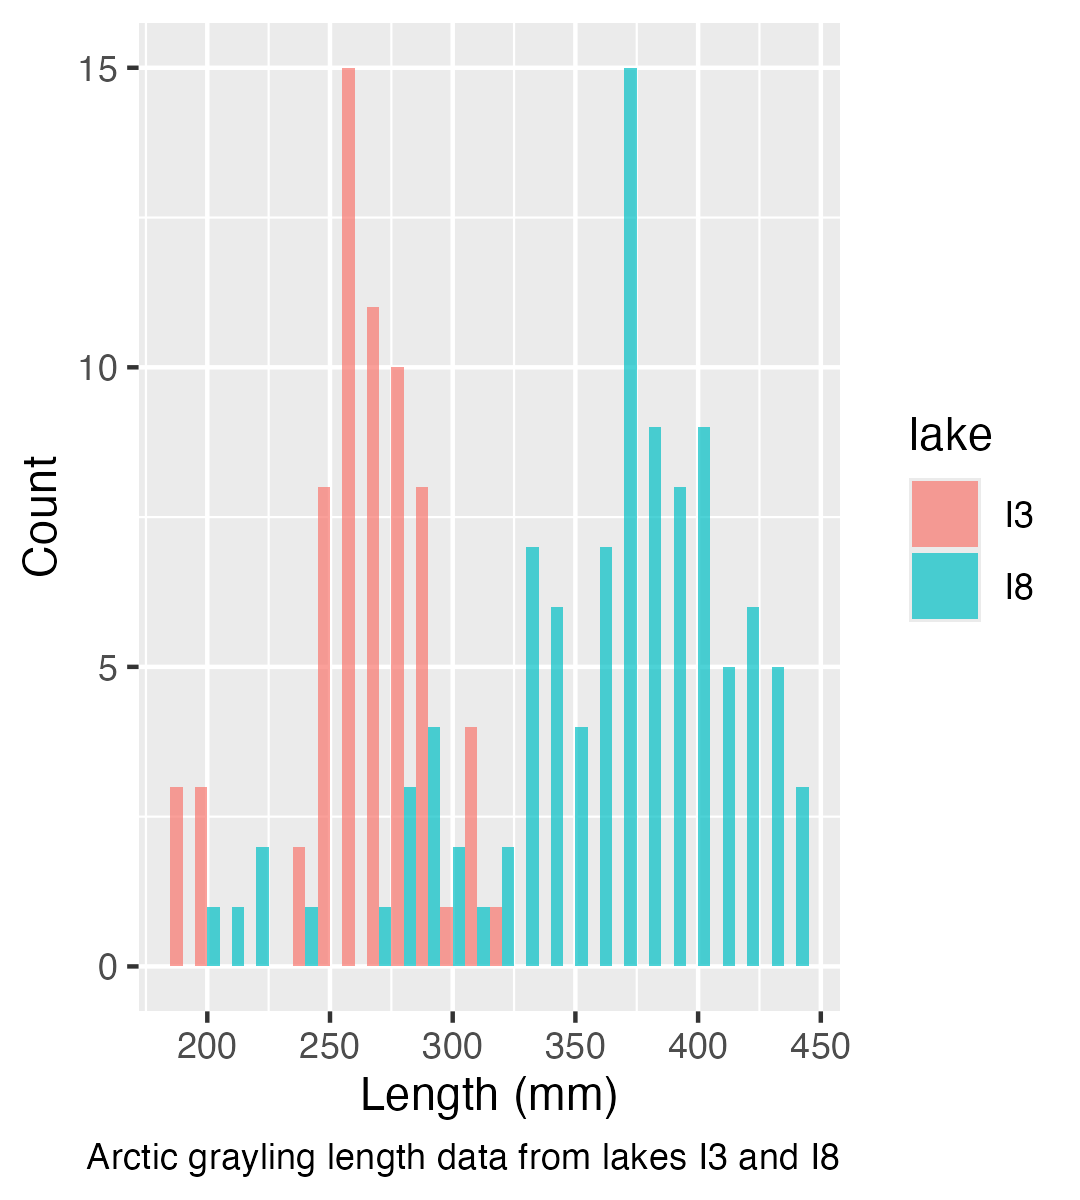 15
10
5
0
Count
200 250 300 350 400 450
Length (mm)
Arctic grayling length data from lakes I3 and I8
lake
I3
I8